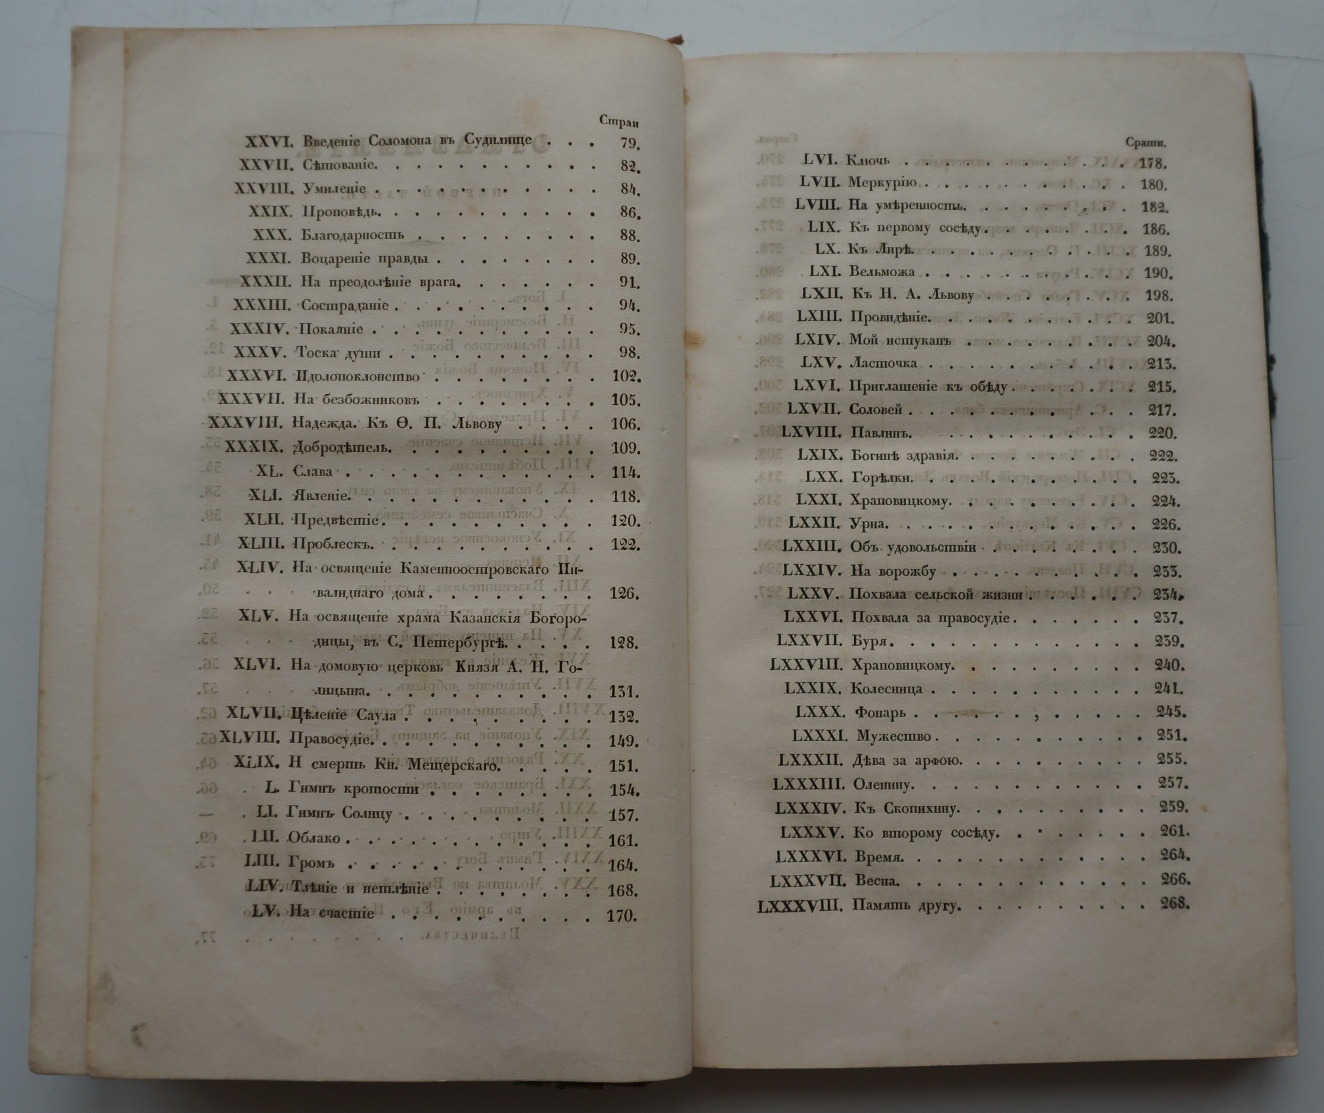 Стран
XXVI. Введеніе Соломона въ Судилище . . . 79.
XXVII. Сѣтованіе. . . . . . . . . . 82.
XXVIII. Умиленіе . . . . . . . . . . 84.
XXIX. Проповѣдь. . . . . . . . . . 86.
XXX. Благодарность . . . . . . . . 88.
XXXI. Воцареніе правды . . . . . . . 89.
XXXII. На преодолѣніе врага. . . . . . . 91.
XXXIII. Состраданіе . . . . . . . . . 94.
XXXIV. Покаяніе . . . . . . . . . . 95.
XXXV. Тоска души . . . . . . . . . 98.
XXXVI. Идолопоклонство . . . . . . . 102.
XXXVII. На безбожниковъ . . . . . . . 105.
XXXVIII. Надежда. Къ Ѳ. П. Львову . . . . 106.
XXXIX. Добродѣтель. . . . . . . . . 109.
XL. Слава . . . . . . . . . . . 114.
XLI. Явленіе. . . . . . . . . . . 118.
XLII. Предвѣстіе. . . . . . . . . . 120.
XLIII. Проблескъ. . . . . . . . . . 122.
XLIV. На освященіе Каменноостровскаго Ин-
валиднаго дома . . . . . . . . 126.
XLV. На освященіе храма Казанскія Богоро-
дицы, въ С. Петербургѣ. . . . . 128.
XLVI. На домовую церковь Князя А. Н. Го-
лицына. . . . . . . . . . . 131.
XLVII. Цѣленіе Саула . . . . . . . . 132.
XLVIII. Правосудіе. . . . . . . . . . 149.
XLIX. Н смерть Кн. Мещерскаго. . . . . 151.
L. Гимнъ кротости . . . . . . . . 154.
LI. Гимнъ Солнцу . . . . . . . . . 157.
LII. Облако . . . . . . . . . . . 161.
LIII. Громъ . . . . . . . . . . . 164.
LIV. Тлѣніе и нетлѣніе . . . . . . . 168.
LV. На счастіе . . . . . . . . . 170.
Срати.
LVI. Ключь . . . . . . . . . . . 178.
LVII. Меркурію . . . . . . . . . . 180.
LVIII. На умѣренность. . . . . . . . 182.
LIX. Къ первому сосѣду . . . . . . . 186.
LX. Къ Лирѣ. . . . . . . . . . . 189.
LXI. Вельможа . . . . . . . . . . 190.
LXII. Къ Н. А. Львову . . . . . . . 198.
LXIII. Провидѣніе. . . . . . . . . . 201.
LXIV. Мой истуканъ . . . . . . . . 204.
LXV. Ласточка . . . . . . . . . . 213.
LXVI. Приглашеніе къ обѣду . . . . . . 215.
LXVII. Соловей . . . . . . . . . . . 217.
LXVIII. Павлинъ. . . . . . . . . . . 220.
LXIX. Богинѣ здравія. . . . . . . . . 222.
LXX. Горѣлки. . . . . . . . . . . 223.
LXXI. Храповицкому. . . . . . . . . 224.
LXXII. Урна. . . . . . . . . . . . 226.
LXXIII. Объ удовольствіи . . . . . . . 230.
LXXIV. На ворожбу . . . . . . . . . 233.
LXXV. Похвала сельской жизни . . . . . 234.
LXXVI. Похвала за правосудіе. . . . . . 237.
LXXVII. Буря. . . . . . . . . . . . 239.
LXXVIII. Храповицкому. . . . . . . . . 240.
LXXIX. Колесница . . . . . . . . . . 241.
LXXX. Фонарь . . . . . . , . . . . 245.
LXXXI. Мужество . . . . . . . . . . 251.
LXXXII. Дѣва за арфою. . . . . . . . . 255.
LXXXIII. Оленину. . . . . . . . . . . 257.
LXXXIV. Къ Скопихину. . . . . . . . . 259.
LXXXV. Ко второму сосѣду. . . . . . . 261.
LXXXVI. Время. . . . . . . . . . . . 264.
LXXXVII. Весна. . . . . . . . . . . . 266.
LXXXVIII. Память другу. . . . . . . . . 268.